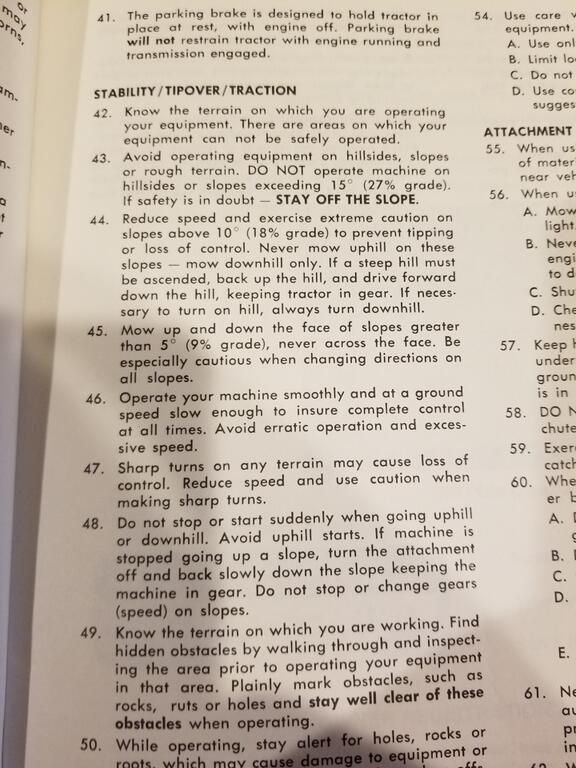 or
may
orns,
am-
ner
n-
41. The parking brake is designed to hold tractor in
place at rest, with engine off. Parking brake
will not restrain tractor with engine running and
transmission engaged.
STABILITY/TIPOVER/TRACTION
42. Know the terrain on which you are operating
your equipment. There are areas on which your
equipment can not be safely operated.
43. Avoid operating equipment on hillsides, slopes
or rough terrain. DO NOT operate machine on
hillsides or slopes exceeding 15° (27% grade).
If safety is in doubt — STAY OFF THE SLOPE.
44. Reduce speed and exercise extreme caution on
slopes above 10° (18% grade) to prevent tipping
or loss of control. Never mow uphill on these
slopes — mow downhill only. If a steep hill must
be ascended, back up the hill, and drive forward
down the hill, keeping tractor in gear. If neces-
sary to turn on hill, always turn downhill.
45. Mow up and down the face of slopes greater
than 5° (9% grade), never across the face. Be
especially cautious when changing directions on
all slopes.
46. Operate your machine smoothly and at a ground
speed slow enough to insure complete control
at all times. Avoid erratic operation and exces-
sive speed.
47. Sharp turns on any terrain may cause loss of
control. Reduce speed and use caution when
making sharp turns.
48. Do not stop or start suddenly when going uphill
or downhill. Avoid uphill starts. If machine is
stopped going up a slope, turn the attachment
off and back slowly down the slope keeping the
machine in gear. Do not stop or change gears
(speed) on slopes.
49. Know the terrain on which you are working. Find
hidden obstacles by walking through and inspect-
ing the area prior to operating your equipment
in that area. Plainly mark obstacles, such as
rocks, ruts or holes and stay well clear of these
obstacles when operating.
50. While operating, stay alert for holes, rocks or
roots, which may cause damage to equipment or
54. Use care
equipment.
A. Use onl
B. Limit lo
C. Do not
D. Use co
sugges
ATTACHMENT
55. When us
of mater
near veh
56. When u
A. Mow
light
B. Neve
engi
to d
C. Shu
D. Che
nes
57. Keep
under
groun
is in
58. DO N
chute
59. Exer
catch
60. Whe
er b
A.
B.
C.
D.
E.
61. Ne
au
pr
in